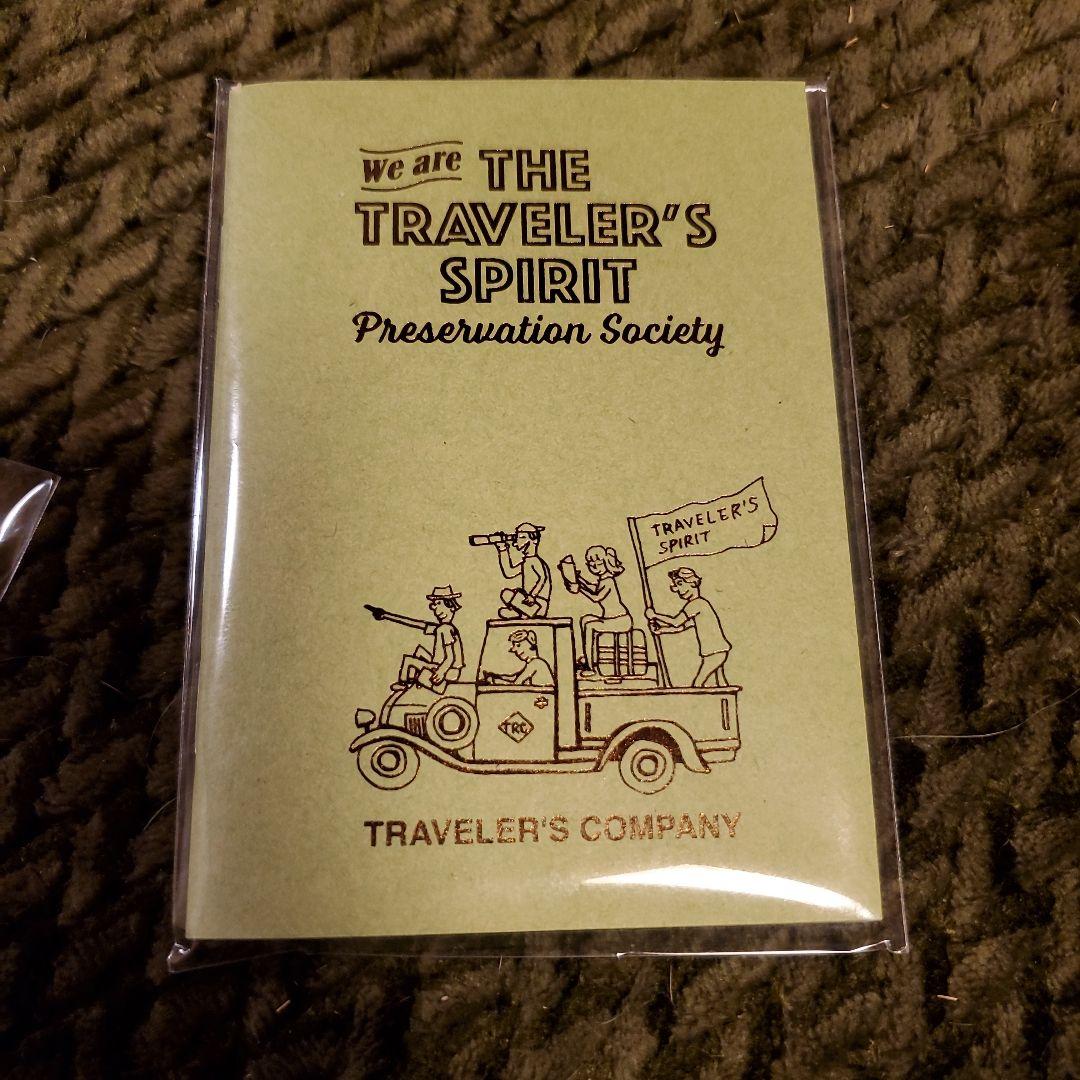 We are THE
TRAVELER'S
SPIRIT
Preservation Society
TRAVELER'S
SPIRIT
TRC
TRAVELER'S COMPANY